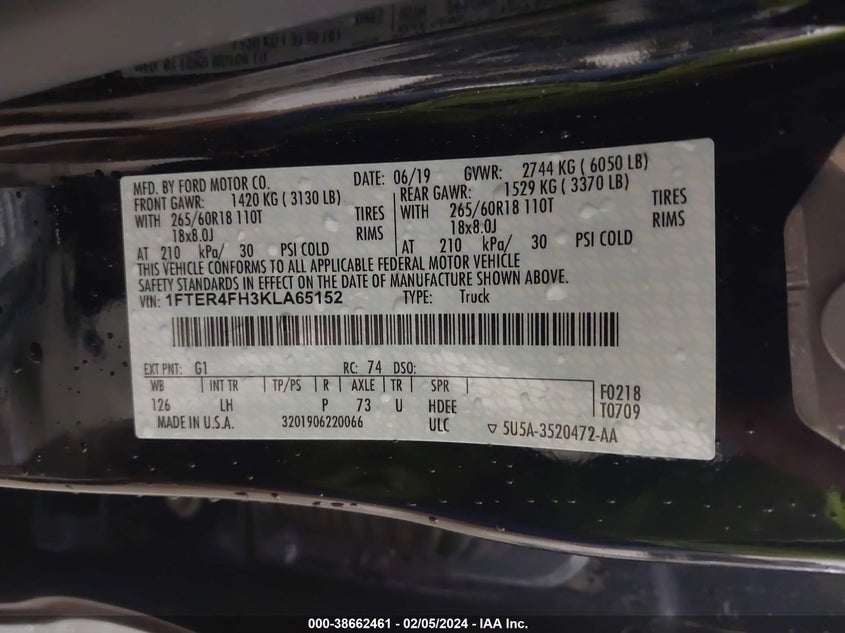 MFD. BY FORD MOTOR CO. DATE: 06/19 GVWR: 2744 KG ( 6050 LB)
FRONT GAWR: 1420 KG ( 3130 LB) REAR GAWR: 1529 KG ( 3370 LB)
WITH 265/60R18 110T TIRES WITH 265/60R18 110T TIRES
18x8.0J RIMS 18x8.0J RIMS
AT 210 kPa/ 30 PSI COLD AT 210 kPa/ 30 PSI COLD
THIS VEHICLE CONFORMS TO ALL APPLICABLE FEDERAL MOTOR VEHICLE
SAFETY STANDARDS IN EFFECT ON THE DATE OF MANUFACTURE SHOWN ABOVE.
VIN: 1FTER4FH3KLA65152 TYPE: Truck
EXT PNT: G1 RC: 74 DSO:
WB INT TR TP/PS R AXLE TR SPR F0218
126 LH P 73 U HDEE T0709
MADE IN U.S.A. 3201906220066 ULC ▽ 5U5A-3520472-AA
000-38662461 - 02/05/2024 - IAA Inc.